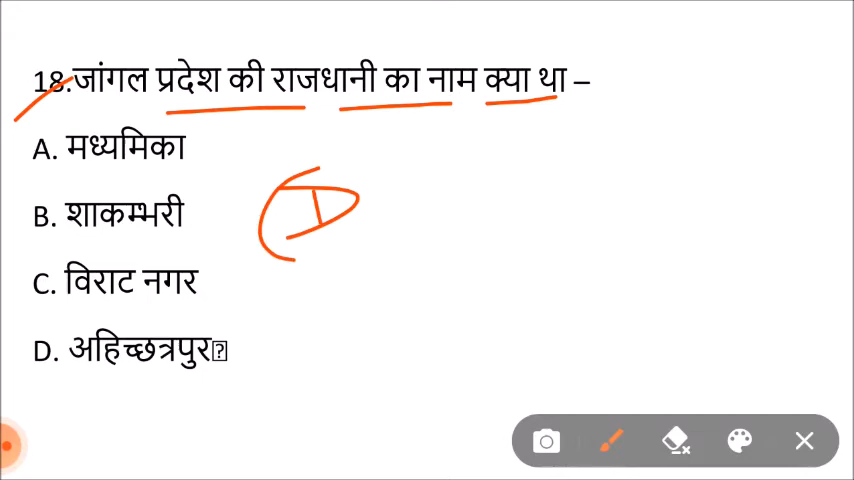 18.जांगल प्रदेश की राजधानी का नाम क्या था –
A. मध्यमिका
B. शाकम्भरी
D
C. विराट नगर
D. अहिच्छत्रपुर